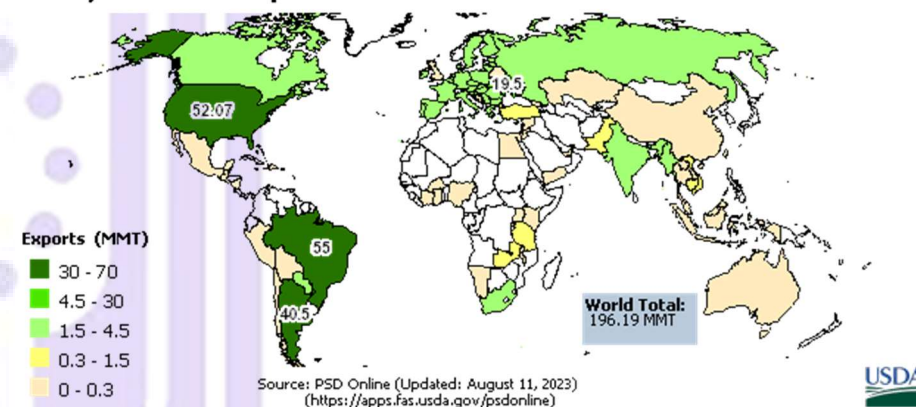 52.07
19.5
55
40.5
Exports (MMT)
30 - 70
4.5 - 30
1.5 - 4.5
0.3 - 1.5
0 - 0.3
World Total:
196.19 MMT
Source: PSD Online (Updated: August 11, 2023)
(https://apps.fas.usda.gov/psdonline)
USDA